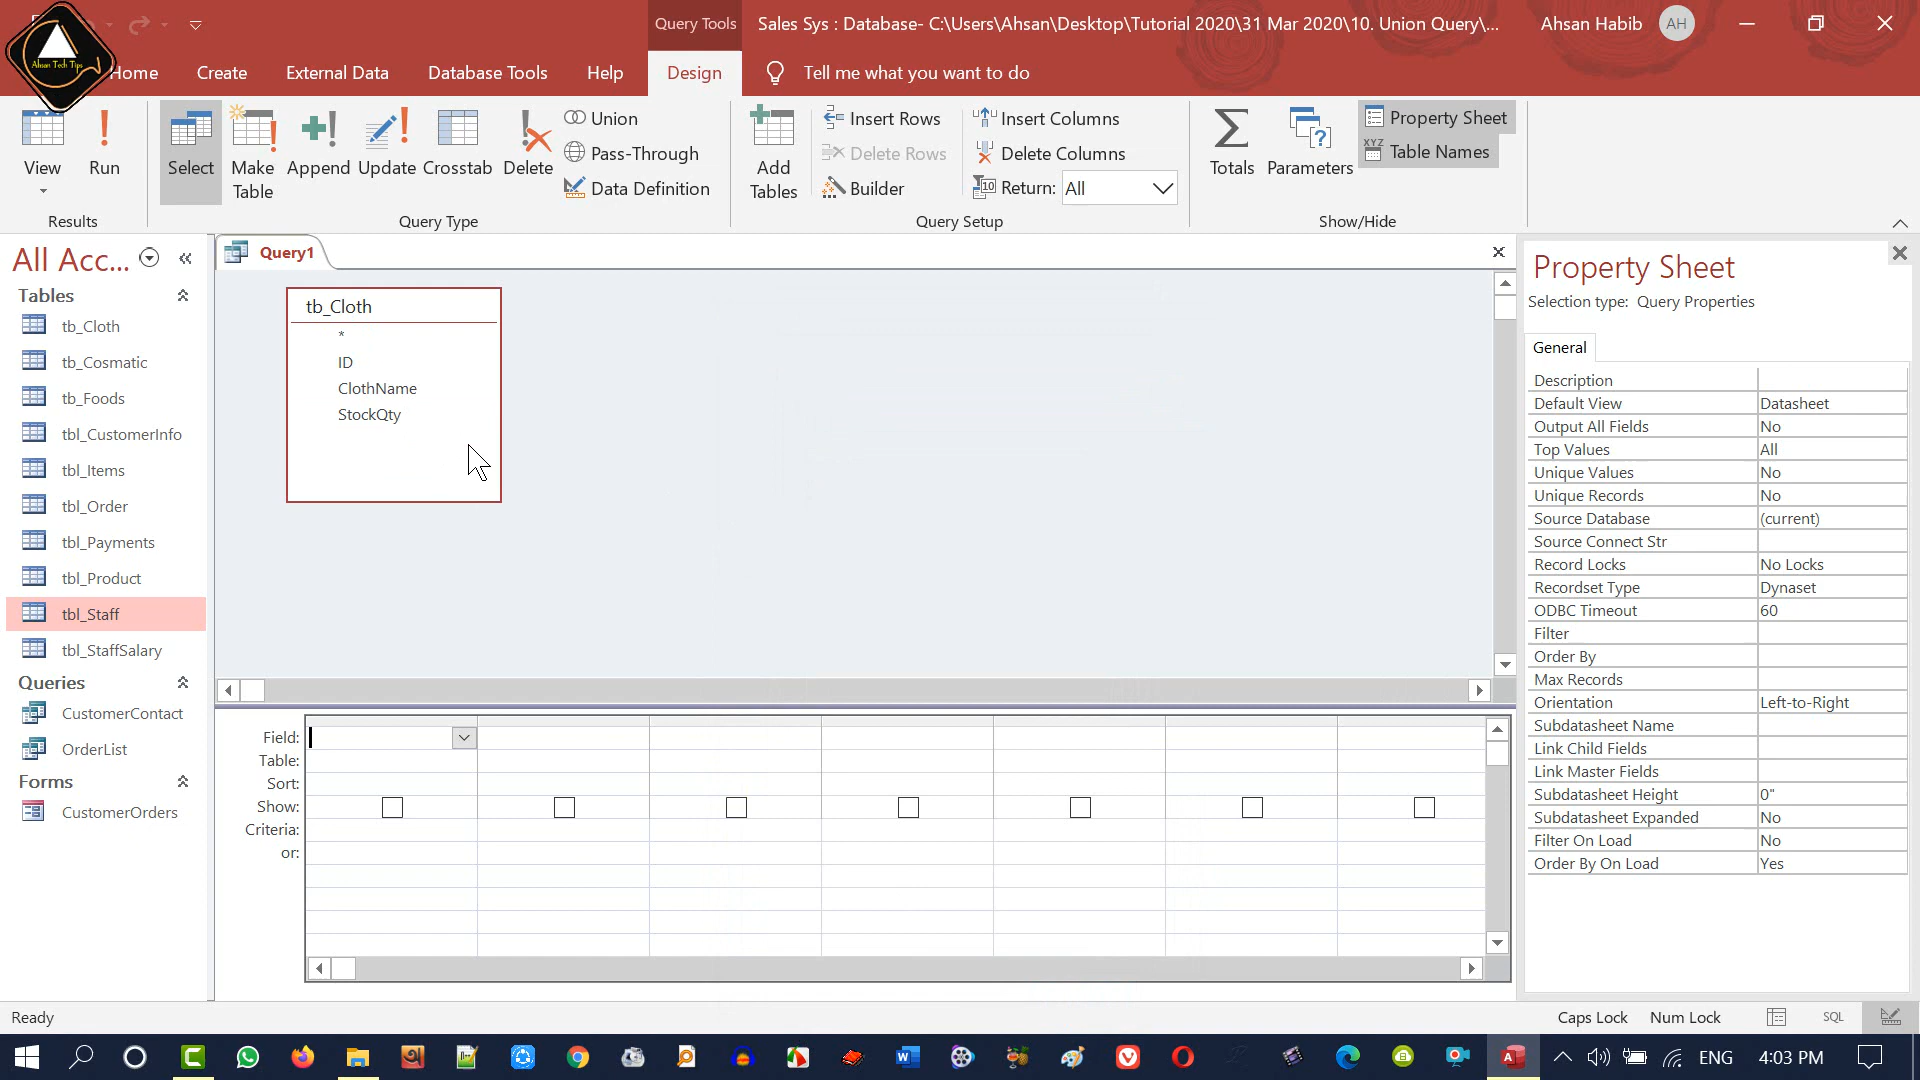 Query Tools
Sales Sys : Database- C:\Users\Ahsan\Desktop\Tutorial 2020\31 Mar 2020\10. Union Query\...
Ahsan Habib
AH
Ahsan Tech Tips
Home
Create
External Data
Database Tools
Help
Design
Tell me what you want to do
View
Run
Select
Make Table
Append
Update
Crosstab
Delete
Union
Pass-Through
Data Definition
Add Tables
Insert Rows
Delete Rows
Builder
Insert Columns
Delete Columns
Return: All
Totals
Parameters
Property Sheet
Table Names
Results
Query Type
Query Setup
Show/Hide
All Acc...
Tables
tb_Cloth
tb_Cosmatic
tb_Foods
tbl_CustomerInfo
tbl_Items
tbl_Order
tbl_Payments
tbl_Product
tbl_Staff
tbl_StaffSalary
Queries
CustomerContact
OrderList
Forms
CustomerOrders
Query1
tb_Cloth
*
ID
ClothName
StockQty
Field:
Table:
Sort:
Show:
Criteria:
or:
Property Sheet
Selection type: Query Properties
General
Description
Default View Datasheet
Output All Fields No
Top Values All
Unique Values No
Unique Records No
Source Database (current)
Source Connect Str
Record Locks No Locks
Recordset Type Dynaset
ODBC Timeout 60
Filter
Order By
Max Records
Orientation Left-to-Right
Subdatasheet Name
Link Child Fields
Link Master Fields
Subdatasheet Height 0"
Subdatasheet Expanded No
Filter On Load No
Order By On Load Yes
Ready
Caps Lock
Num Lock
SQL
ENG
4:03 PM